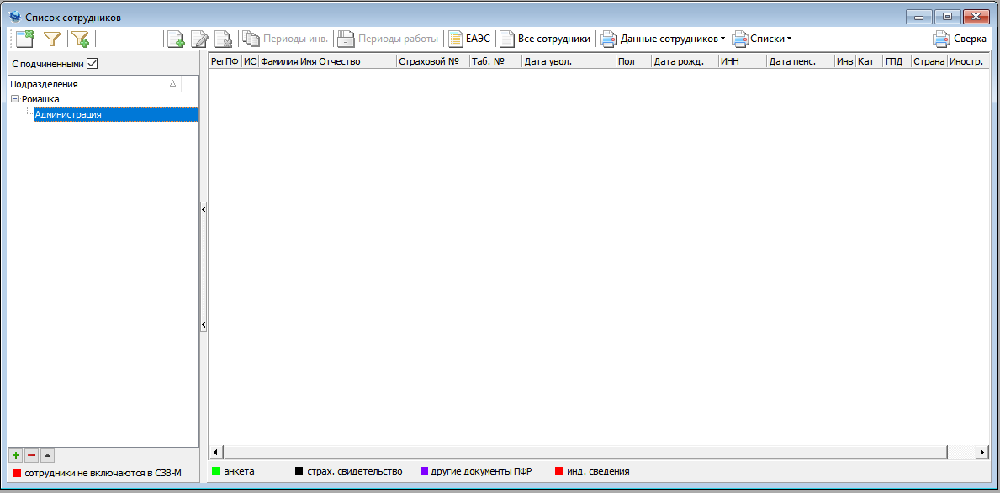 Список сотрудников
Периоды инв. Периоды работы ЕАЭС Все сотрудники Данные сотрудников Списки Сверка
С подчиненными
РегПФ ИС Фамилия Имя Отчество Страховой № Таб. № Дата увол. Пол Дата рожд. ИНН Дата пенс. Инв Кат ГПД Страна Иностр.
Подразделения
Ромашка
Администрация
сотрудники не включаются в СЗВ-М
анкета страх. свидетельство другие документы ПФР инд. сведения